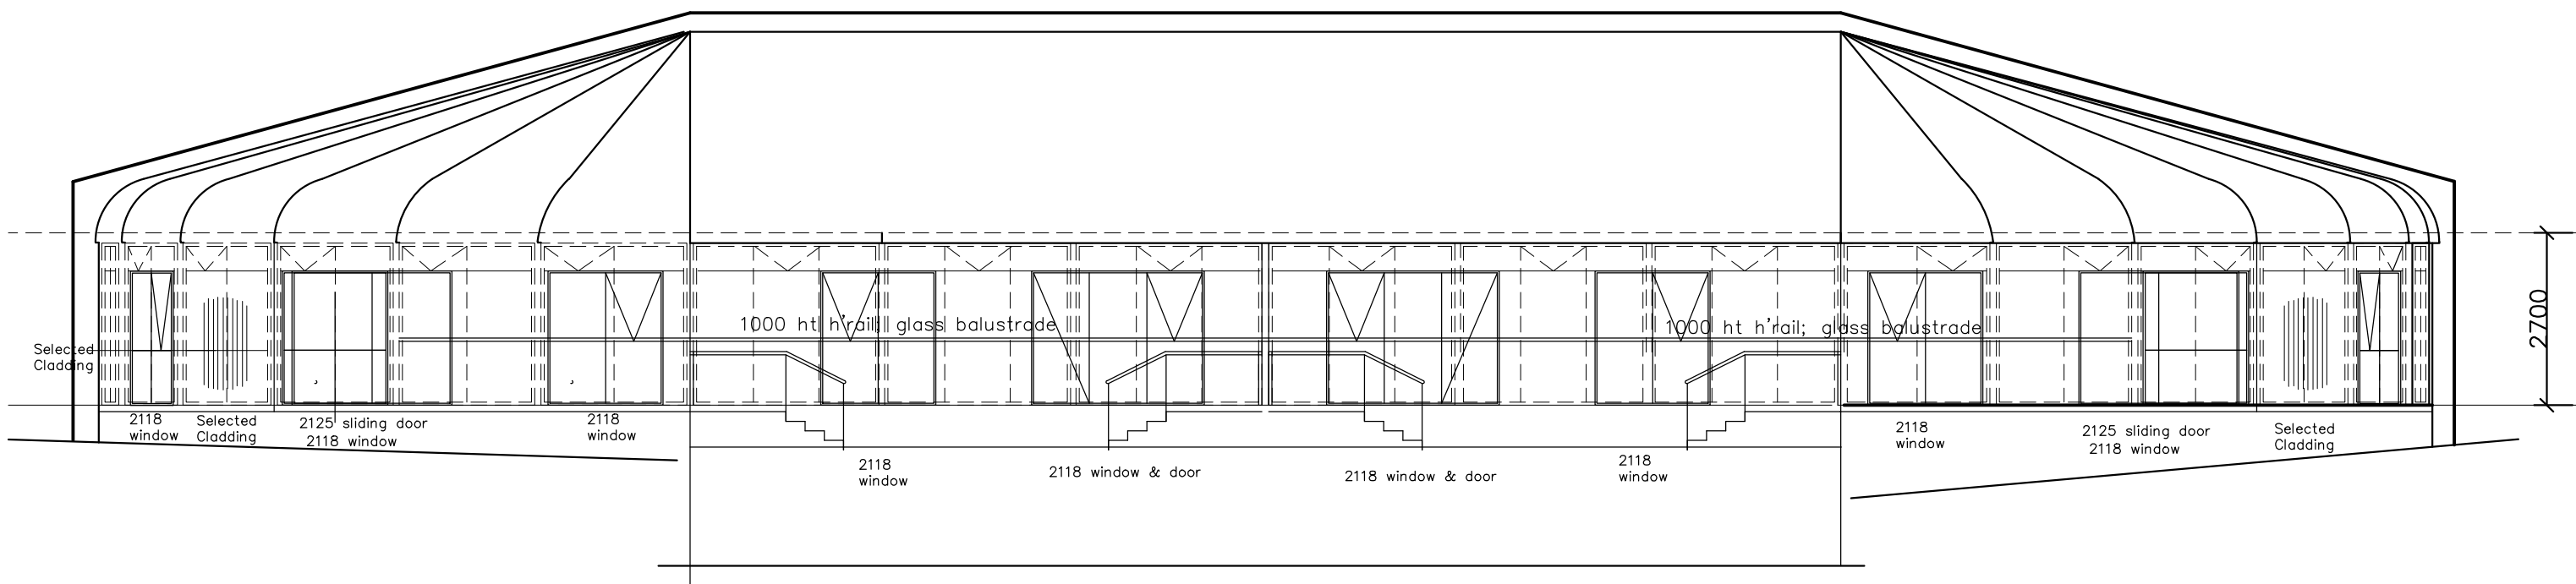 1000 ht h'rail; glass balustrade
1000 ht h'rail; glass balustrade
2700
Selected
Cladding
2118
window
Selected
Cladding
2125 sliding door
2118 window
2118
window
2118
window
2118 window & door
2118 window & door
2118
window
2118
window
2125 sliding door
2118 window
Selected
Cladding